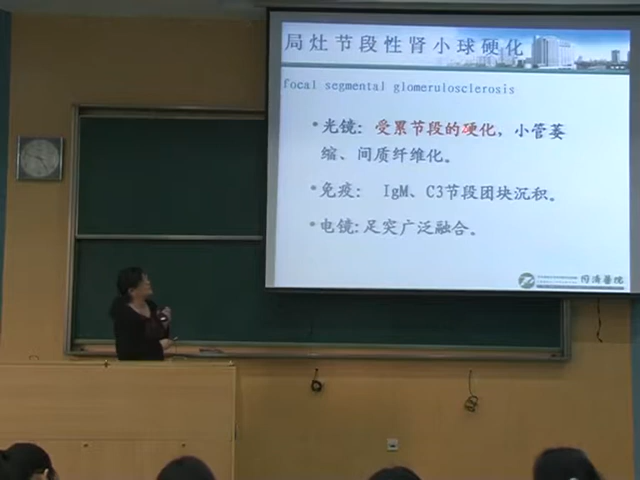 局灶节段性肾小球硬化
focal segmental glomerulosclerosis
•光镜：受累节段的硬化，小管萎
缩、间质纤维化。
•免疫： IgM、C3节段团块沉积。
•电镜:足突广泛融合。
同济医院